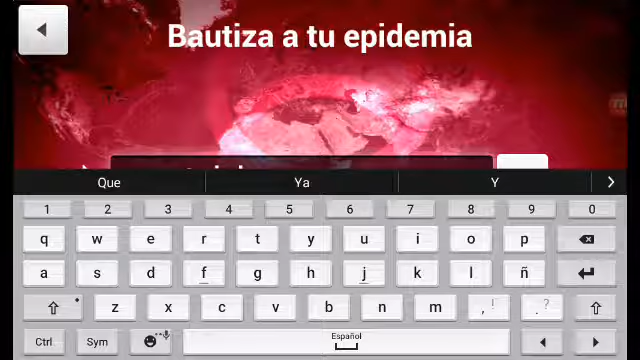 Bautiza a tu epidemia
Que Ya Y
1 2 3 4 5 6 7 8 9 0
q w e r t y u i o p
a s d f g h j k l ñ
z x c v b n m , ! . ?
Ctrl Sym Español